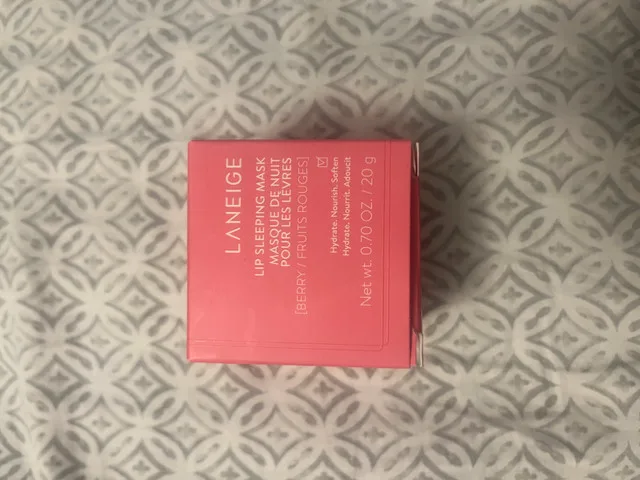 LANEIGE
LIP SLEEPING MASK
MASQUE DE NUIT
POUR LES LÈVRES
[BERRY / FRUITS ROUGES]
Hydrate. Nourish. Soften
Hydrate. Nourrit. Adoucit
Net wt. 0.70 OZ. / 20 g